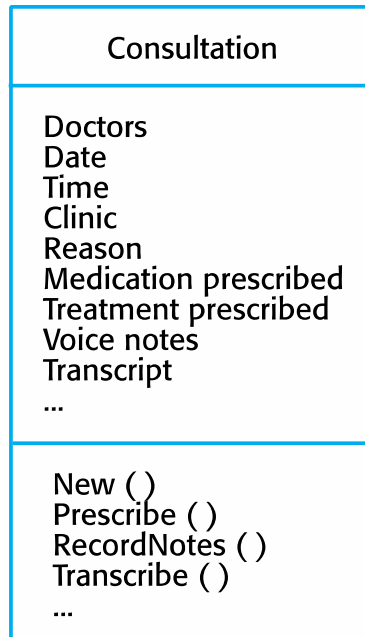 Consultation
Doctors
Date
Time
Clinic
Reason
Medication prescribed
Treatment prescribed
Voice notes
Transcript
...
New ( )
Prescribe ( )
RecordNotes ( )
Transcribe ( )
...